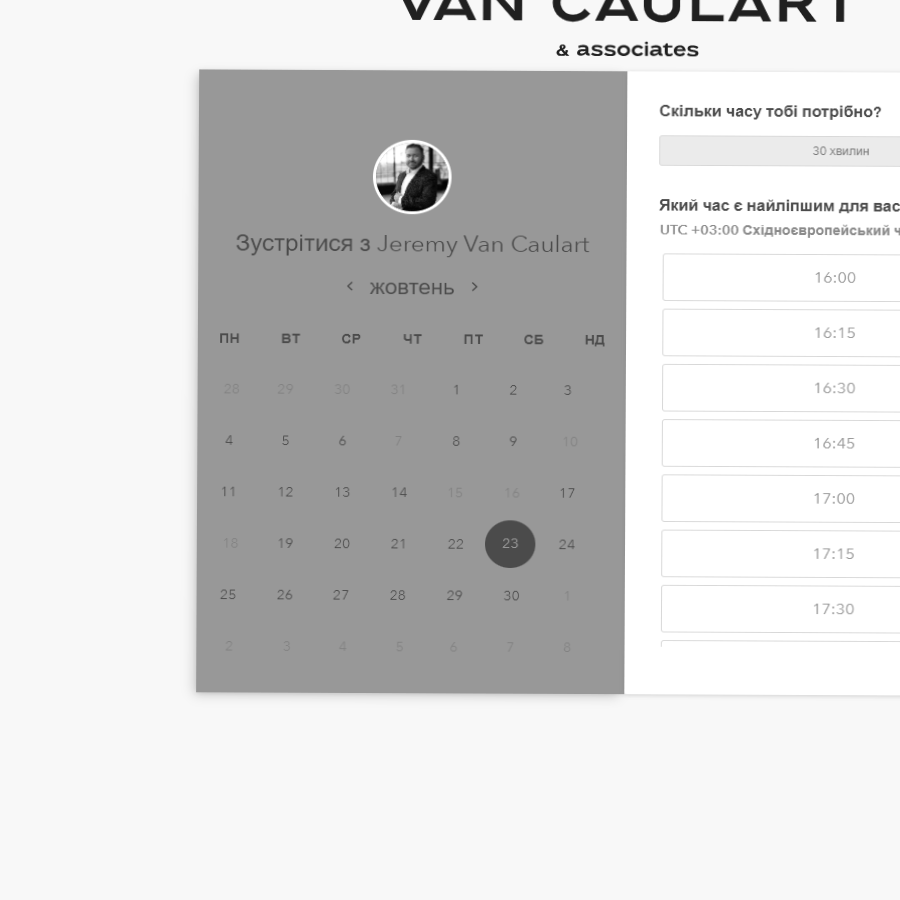 VAN CAULART
& associates
Зустрітися з Jeremy Van Caulart
жовтень
ПН ВТ СР ЧТ ПТ СБ НД
28 29 30 31 1 2 3
4 5 6 7 8 9 10
11 12 13 14 15 16 17
18 19 20 21 22 23 24
25 26 27 28 29 30 1
2 3 4 5 6 7 8
Скільки часу тобі потрібно?
30 хвилин
Який час є найліпшим для вас
UTC +03:00 Східноєвропейський ч
16:00
16:15
16:30
16:45
17:00
17:15
17:30